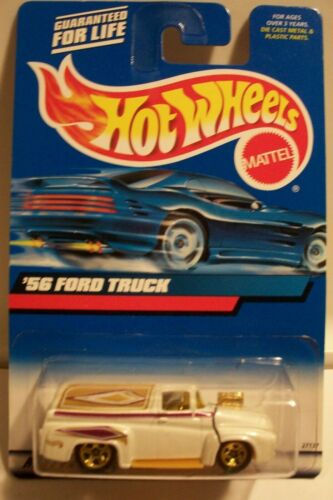 GUARANTEED
FOR LIFE
FOR AGES
OVER 3 YEARS.
DIE CAST METAL &
PLASTIC PARTS.
HOT WHEELS
MATTEL
®
'56 FORD TRUCK
27127